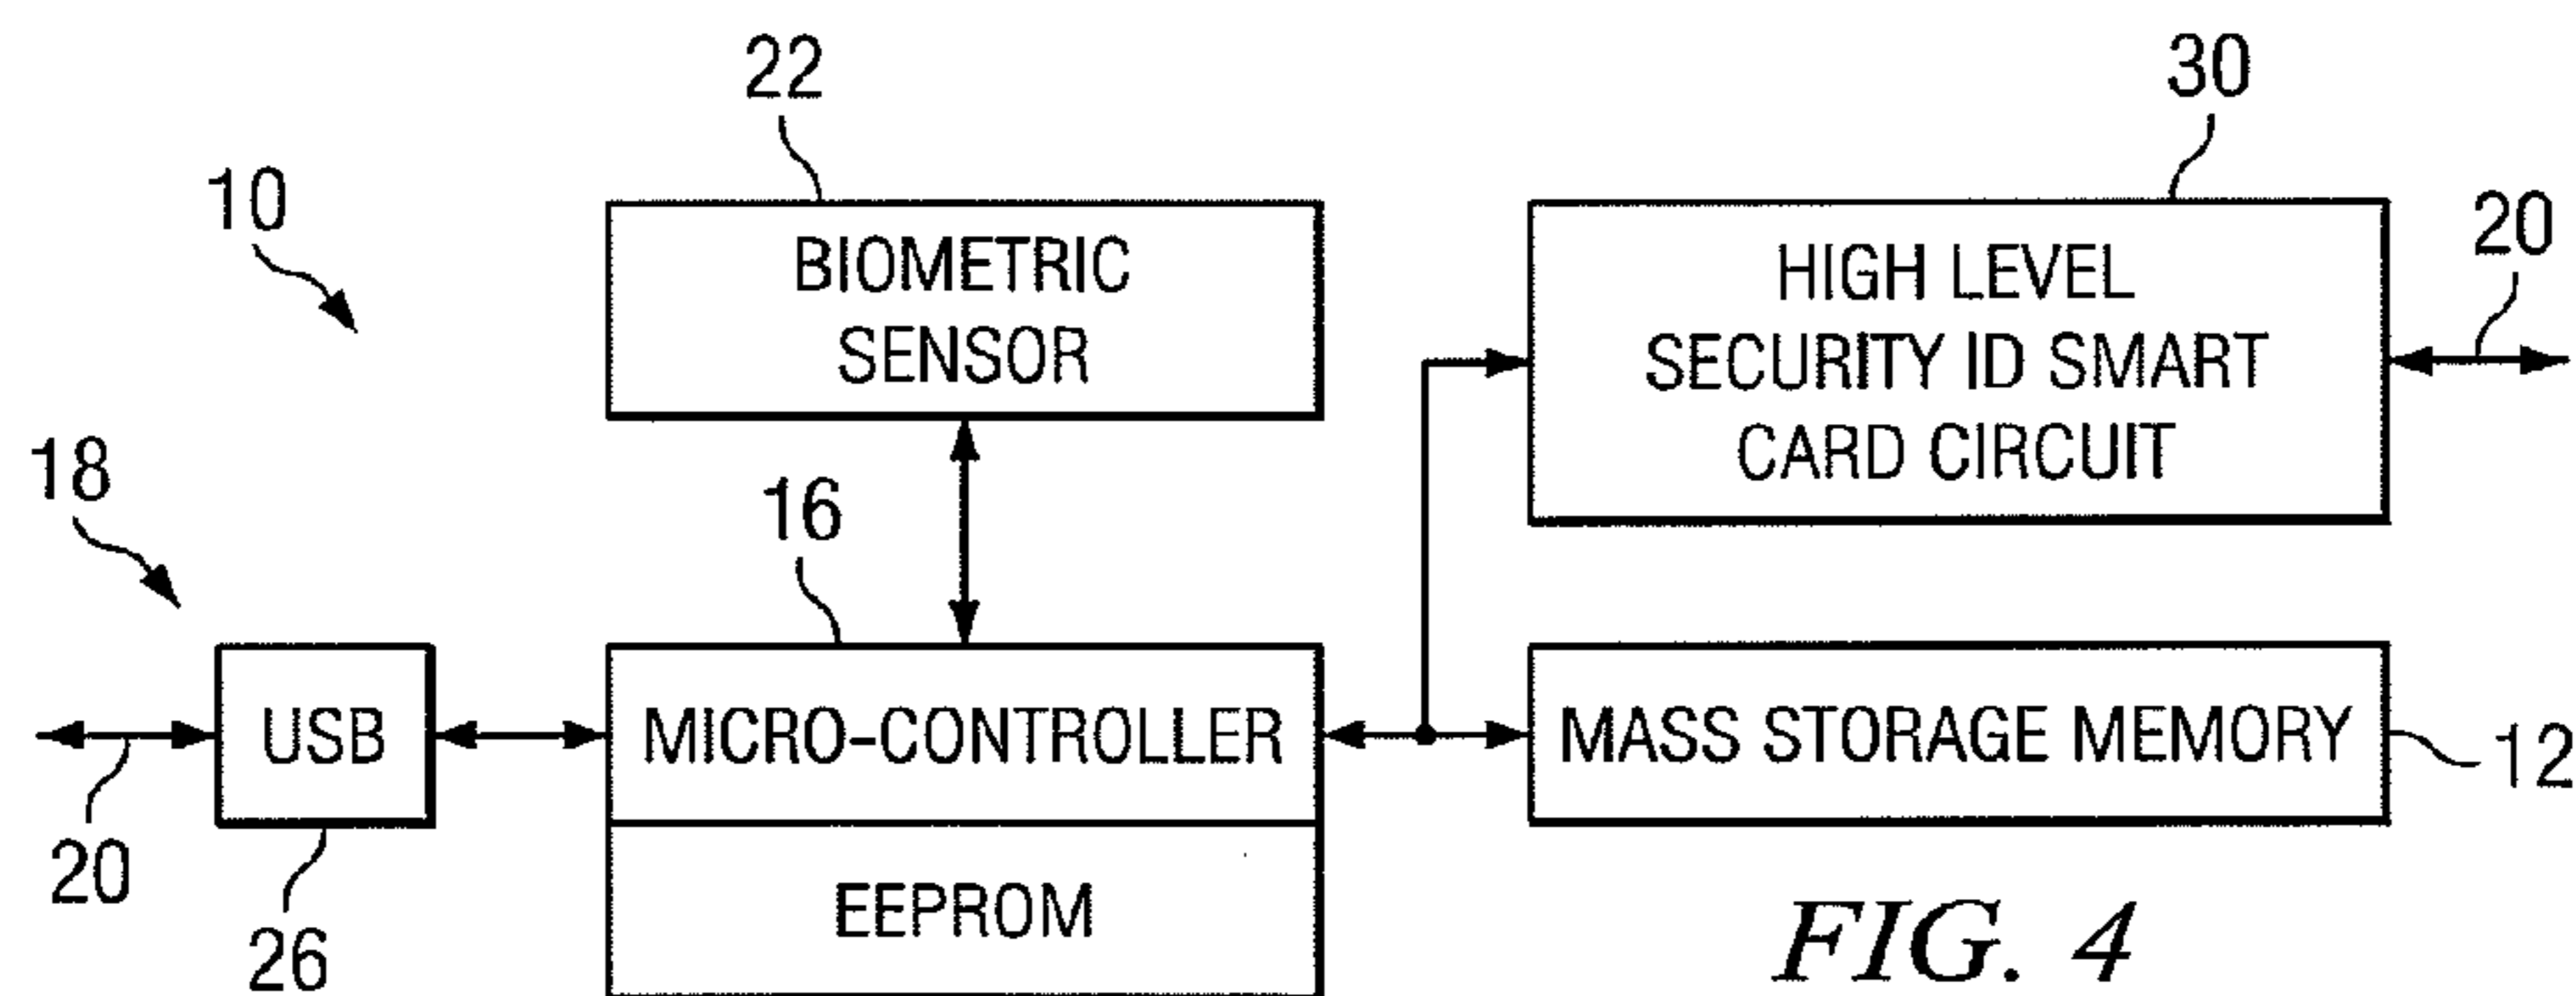 22
30
10
20
BIOMETRIC
SENSOR
HIGH LEVEL
SECURITY ID SMART
CARD CIRCUIT
18
16
USB
MICRO-CONTROLLER
MASS STORAGE MEMORY
12
20
26
EEPROM
FIG. 4